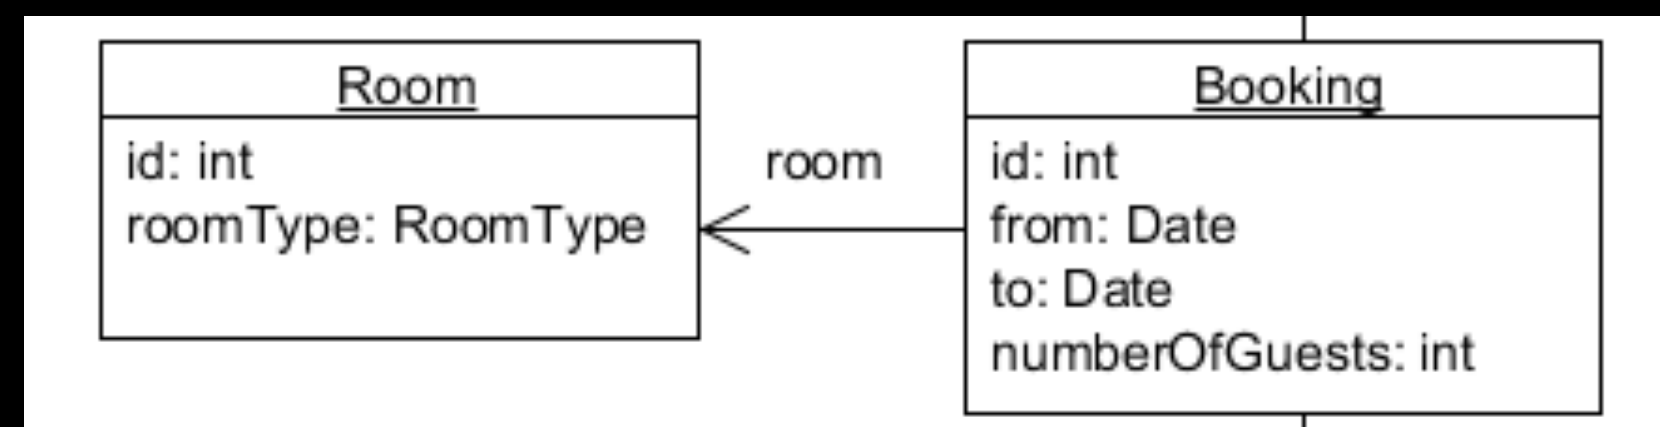 Room
id: int
roomType: RoomType
room
Booking
id: int
from: Date
to: Date
numberOfGuests: int